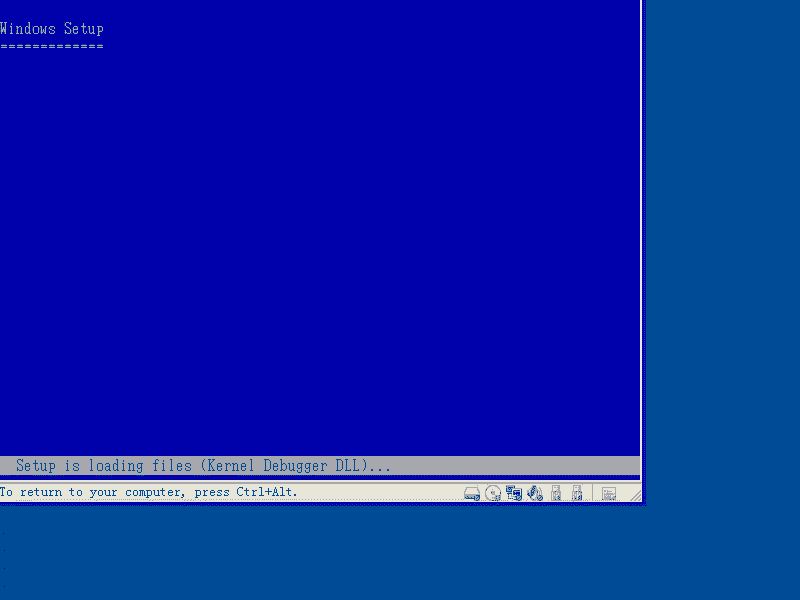 Windows Setup
=============
Setup is loading files (Kernel Debugger DLL)...
To return to your computer, press Ctrl+Alt.